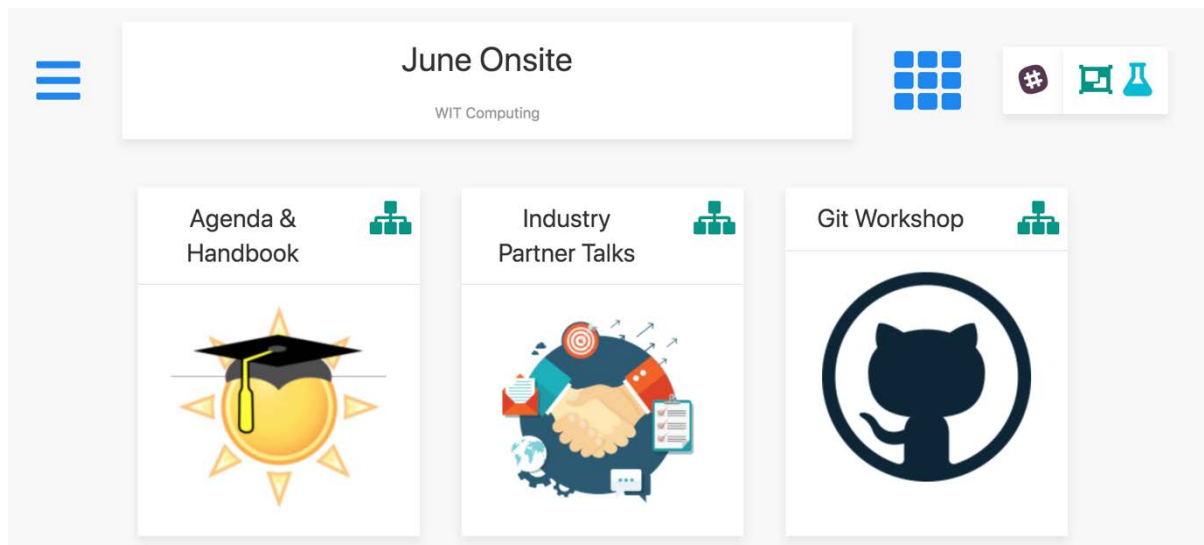 June Onsite
WIT Computing
Agenda &
Handbook
Industry
Partner Talks
Git Workshop